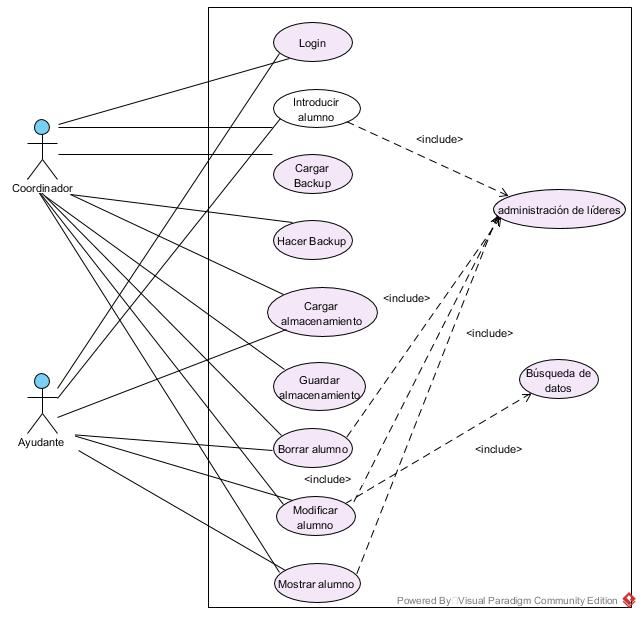 Login
Introducir
alumno
<include>
Cargar
Backup
Coordinador
administración de líderes
Hacer Backup
<include>
Cargar
almacenamiento
<include>
Guardar
almacenamiento
Búsqueda de
datos
Ayudante
Borrar alumno
<include>
<include>
Modificar
alumno
Mostrar alumno
Powered By Visual Paradigm Community Edition